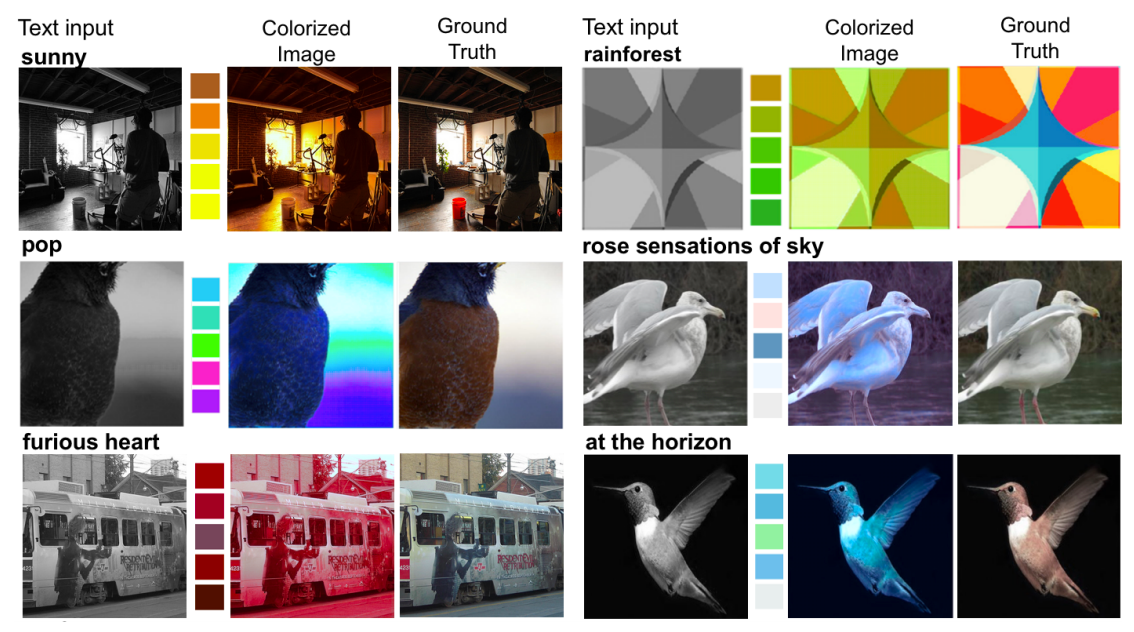 Text input
Colorized
Image
Ground
Truth
sunny
Text input
Colorized
Image
Ground
Truth
rainforest
pop
rose sensations of sky
furious heart
at the horizon